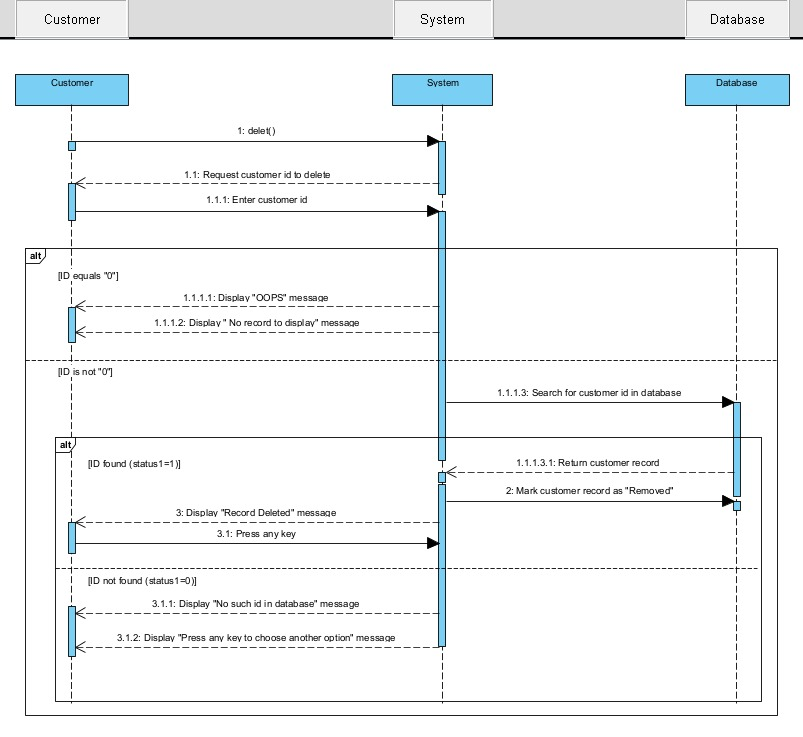 Customer
System
Database
Customer
System
Database
1: delet()
1.1: Request customer id to delete
1.1.1: Enter customer id
alt
[ID equals "0"]
1.1.1.1: Display "OOPS" message
1.1.1.2: Display " No record to display" message
[ID is not "0"]
1.1.1.3: Search for customer id in database
alt
[ID found (status1=1)]
1.1.1.3.1: Return customer record
2: Mark customer record as "Removed"
3: Display "Record Deleted" message
3.1: Press any key
[ID not found (status1=0)]
3.1.1: Display "No such id in database" message
3.1.2: Display "Press any key to choose another option" message